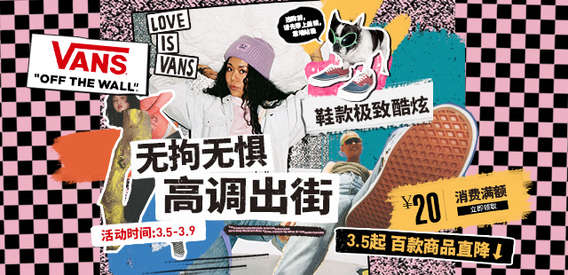 VANS
"OFF THE WALL"
LOVE
IS
VANS
鞋款极致酷炫
无拘无惧
高调出街
活动时间:3.5-3.9
¥20
消费满额
立即领取
3.5起 百款商品直降↓